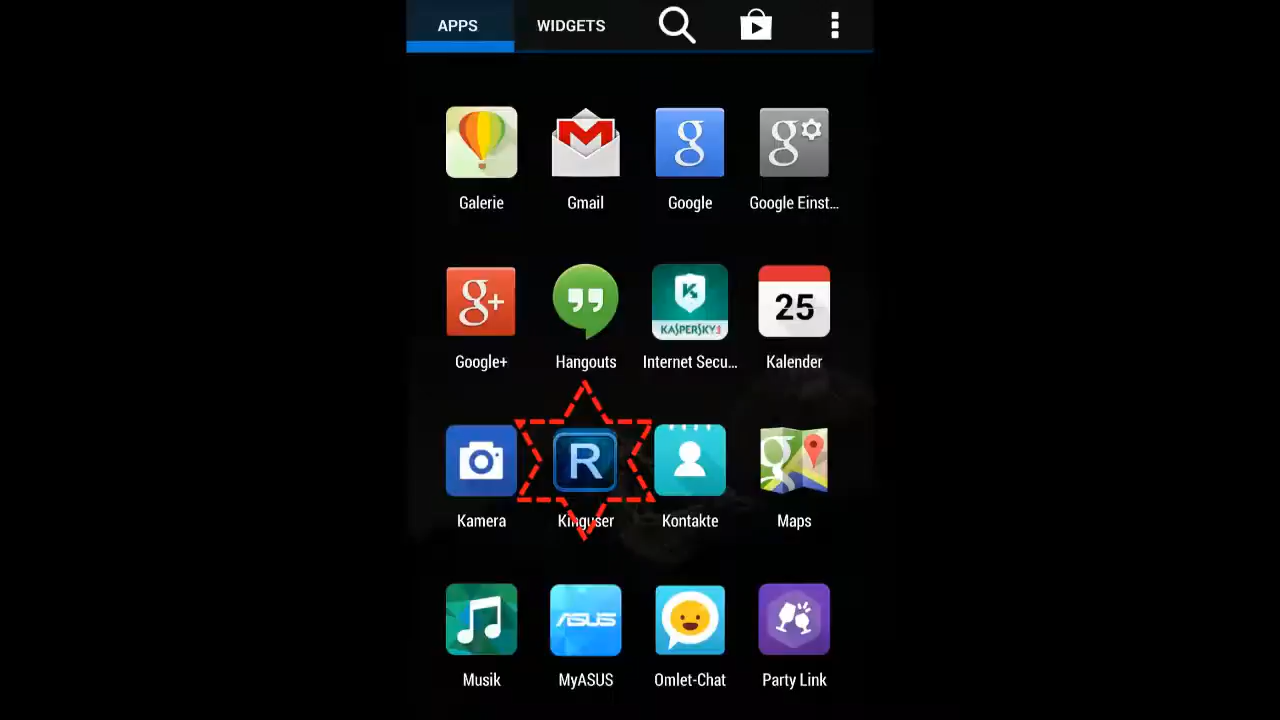 APPS WIDGETS
Galerie Gmail Google Google Einst...
25
KASPERSKY
Google+ Hangouts Internet Secu... Kalender
R
Kamera Kinguser Kontakte Maps
ASUS
Musik MyASUS Omlet-Chat Party Link